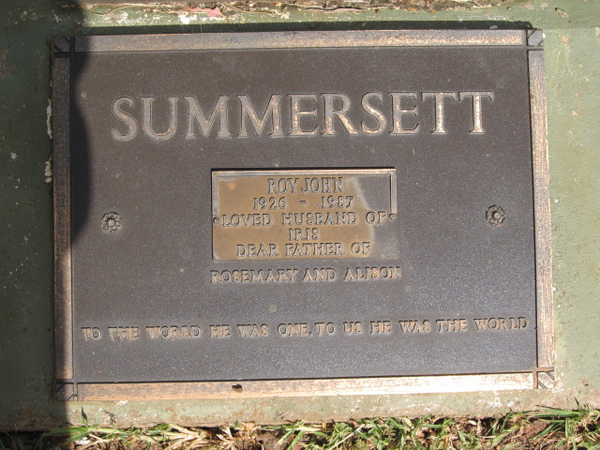 SUMMERSETT
ROY JOHN
1926 - 1987
LOVED HUSBAND OF
IRIS
DEAR FATHER OF
ROSEMARY AND ALISON
TO THE WORLD HE WAS ONE, TO US HE WAS THE WORLD